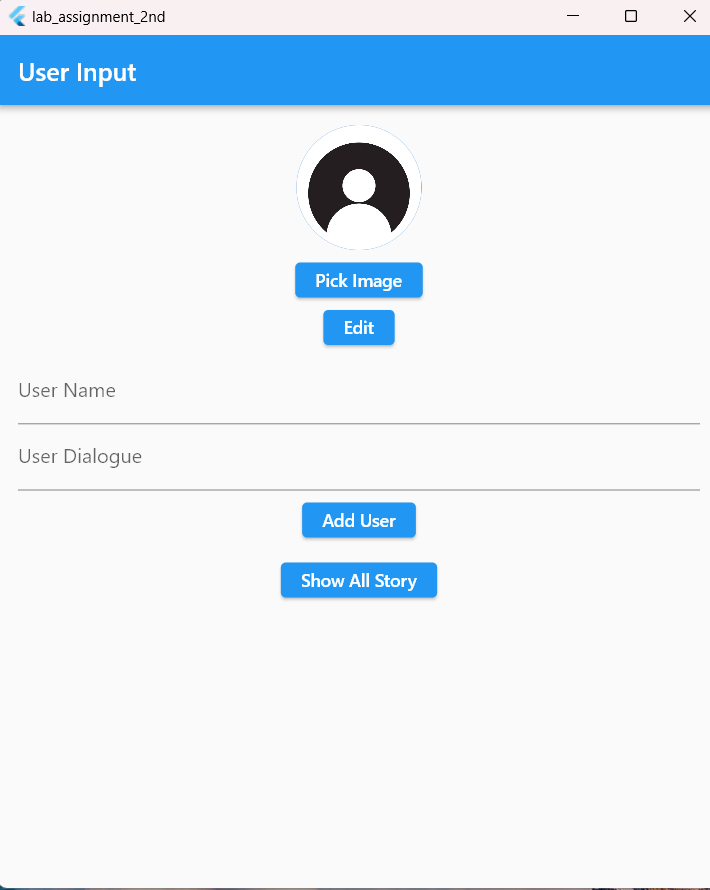 lab_assignment_2nd
User Input
Pick Image
Edit
User Name
User Dialogue
Add User
Show All Story